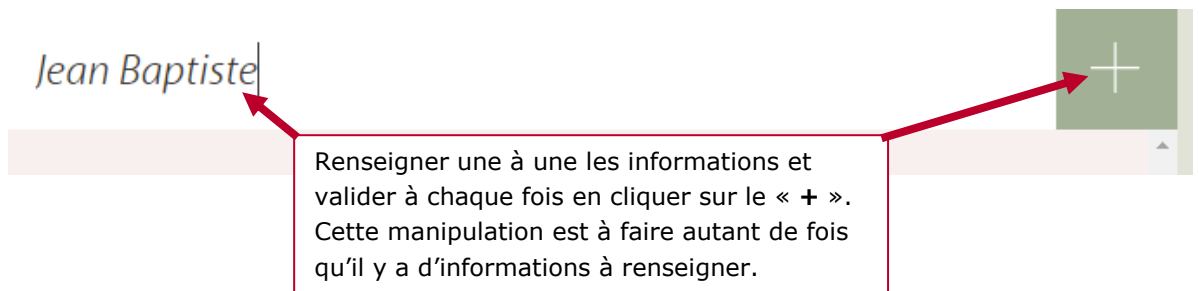 Jean Baptiste
Renseigner une à une les informations et
valider à chaque fois en cliquer sur le « + ».
Cette manipulation est à faire autant de fois
qu'il y a d'informations à renseigner.